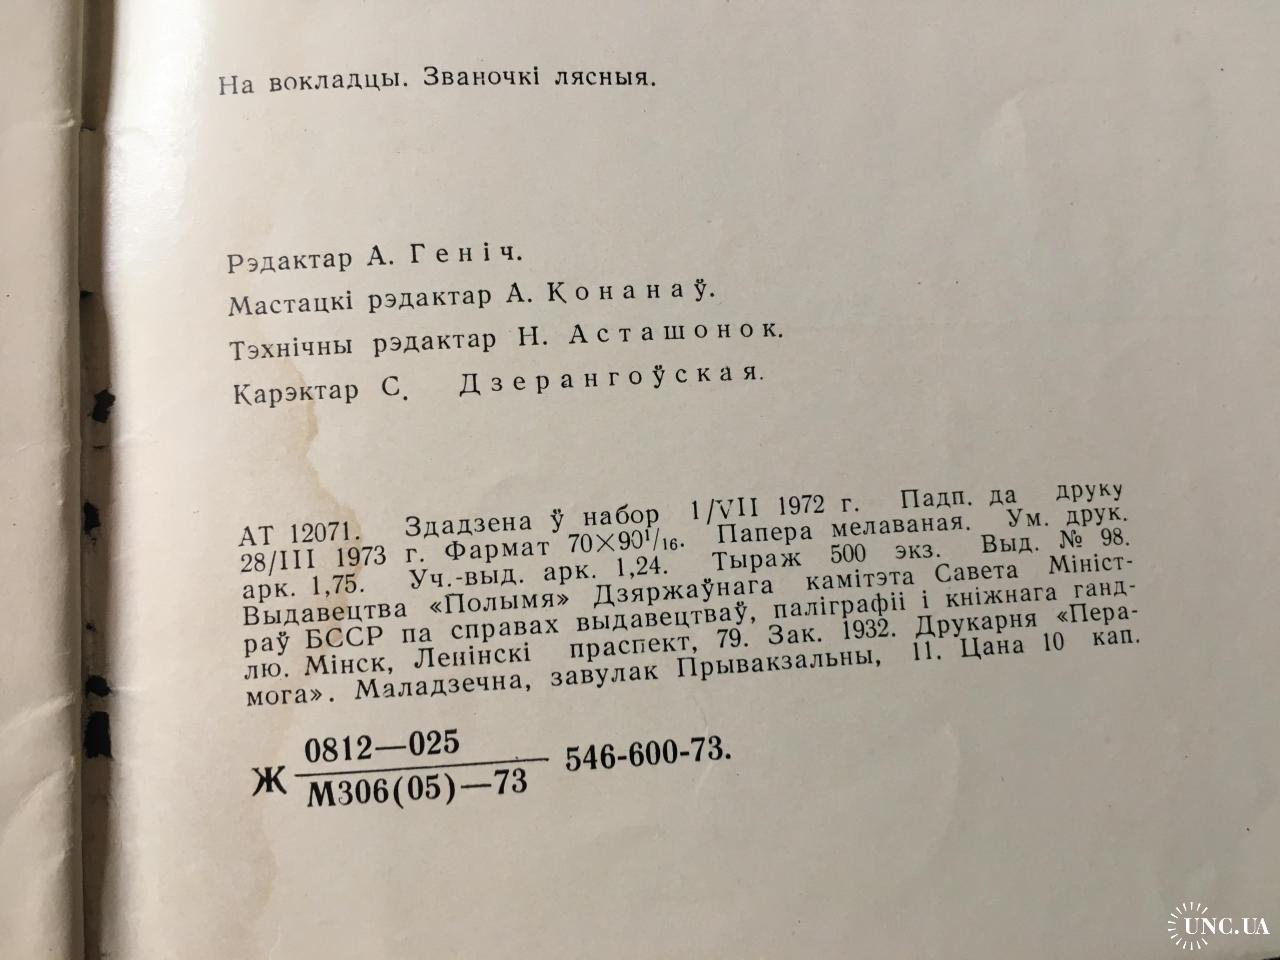 На вокладцы. Званочкі лясныя.
Рэдактар А. Геніч.
Мастацкі рэдактар А. Конанаў.
Тэхнічны рэдактар Н. Асташонок.
Карэктар С. Дзерангоўская.
АТ 12071. Здадзена ў набор 1/VII 1972 г. Падп. да друку
28/III 1973 г. Фармат 70×90¹/₁₆. Папера мелаваная. Ум. друк.
арк. 1,75. Уч.-выд. арк. 1,24. Тыраж 500 экз. Выд. № 98.
Выдавецтва «Полымя» Дзяржаўнага камітэта Савета Мініст-
раў БССР па справах выдавецтваў, паліграфіі і кніжнага ганд-
лю. Мінск, Ленінскі праспект, 79. Зак. 1932. Друкарня «Пера-
мога». Маладзечна, завулак Прывакзальны, 11. Цана 10 кап.
0812—025
Ж 546-600-73.
М306(05)—73
UNC.UA